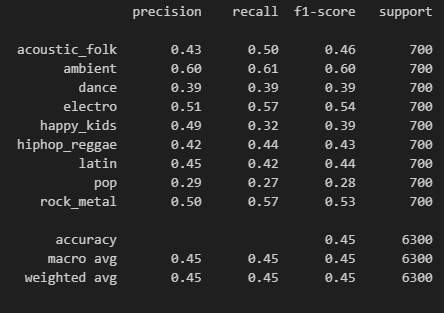 precision recall f1-score support
acoustic_folk 0.43 0.50 0.46 700
ambient 0.60 0.61 0.60 700
dance 0.39 0.39 0.39 700
electro 0.51 0.57 0.54 700
happy_kids 0.49 0.32 0.39 700
hiphop_reggae 0.42 0.44 0.43 700
latin 0.45 0.42 0.44 700
pop 0.29 0.27 0.28 700
rock_metal 0.50 0.57 0.53 700
accuracy 0.45 6300
macro avg 0.45 0.45 0.45 6300
weighted avg 0.45 0.45 0.45 6300